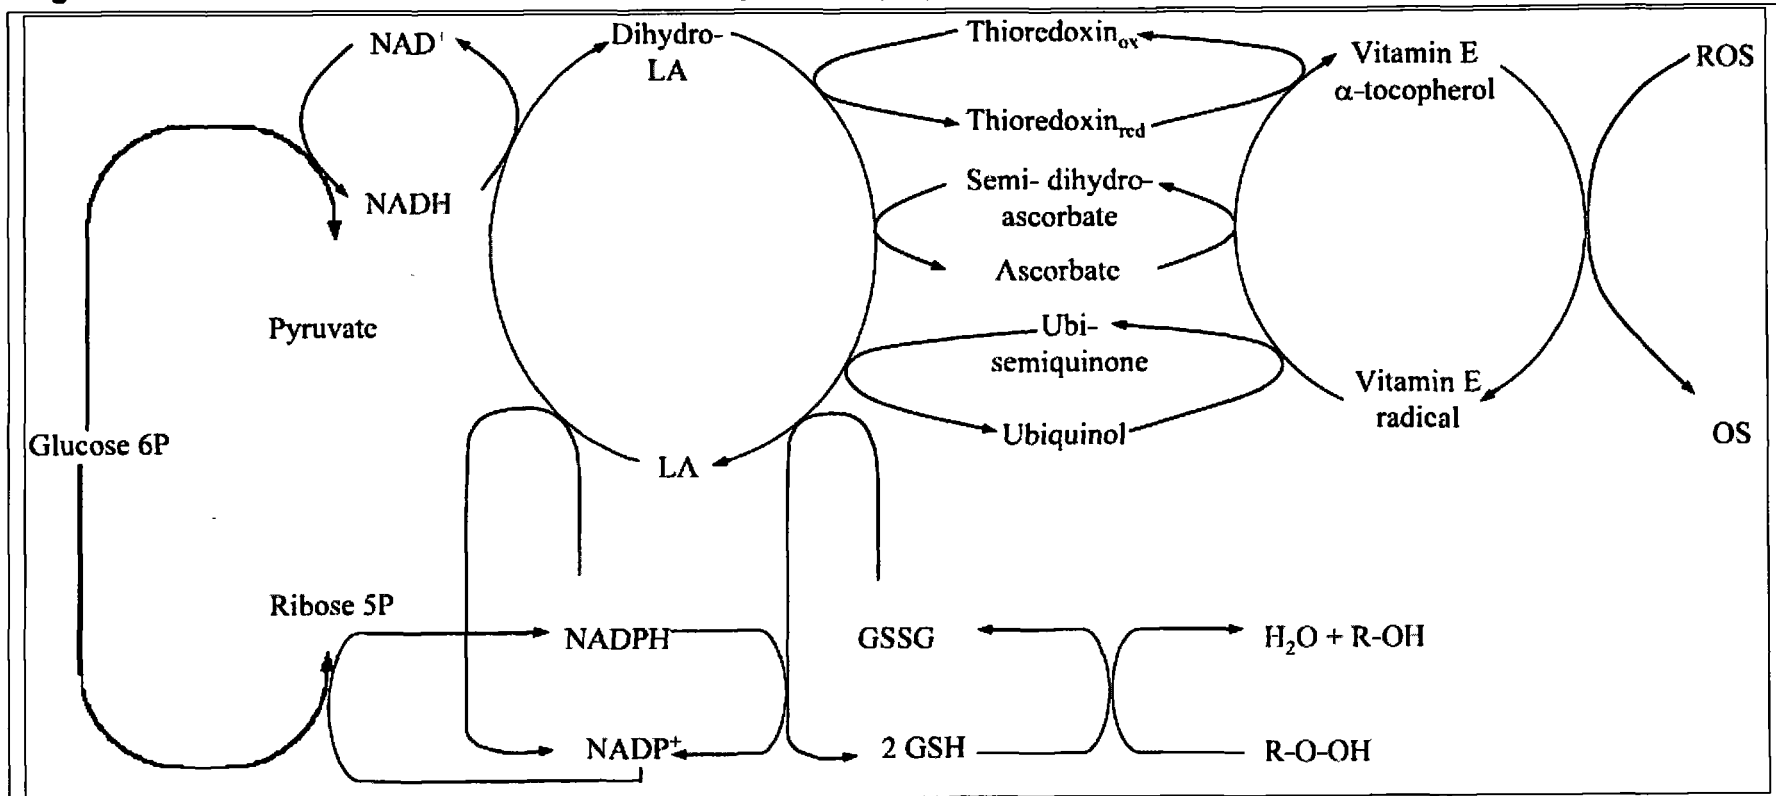 NAD⁺
Dihydro-
LA
Thioredoxinox
Vitamin E
α-tocopherol
ROS
Thioredoxinred
NADH
Semi- dihydro-
ascorbate
Ascorbate
Pyruvate
Ubi-
semiquinone
Vitamin E
radical
Glucose 6P
Ubiquinol
OS
LA
Ribose 5P
NADPH
GSSG
H₂O + R-OH
NADP⁺
2 GSH
R-O-OH